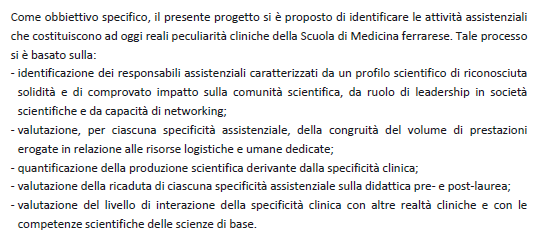 Come obbiettivo specifico, il presente progetto si è proposto di identificare le attività assistenziali
che costituiscono ad oggi reali peculiarità cliniche della Scuola di Medicina ferrarese. Tale processo
si è basato sulla:
- identificazione dei responsabili assistenziali caratterizzati da un profilo scientifico di riconosciuta
solidità e di comprovato impatto sulla comunità scientifica, da ruolo di leadership in società
scientifiche e da capacità di networking;
- valutazione, per ciascuna specificità assistenziale, della congruità del volume di prestazioni
erogate in relazione alle risorse logistiche e umane dedicate;
- quantificazione della produzione scientifica derivante dalla specificità clinica;
- valutazione della ricaduta di ciascuna specificità assistenziale sulla didattica pre- e post-laurea;
- valutazione del livello di interazione della specificità clinica con altre realtà cliniche e con le
competenze scientifiche delle scienze di base.